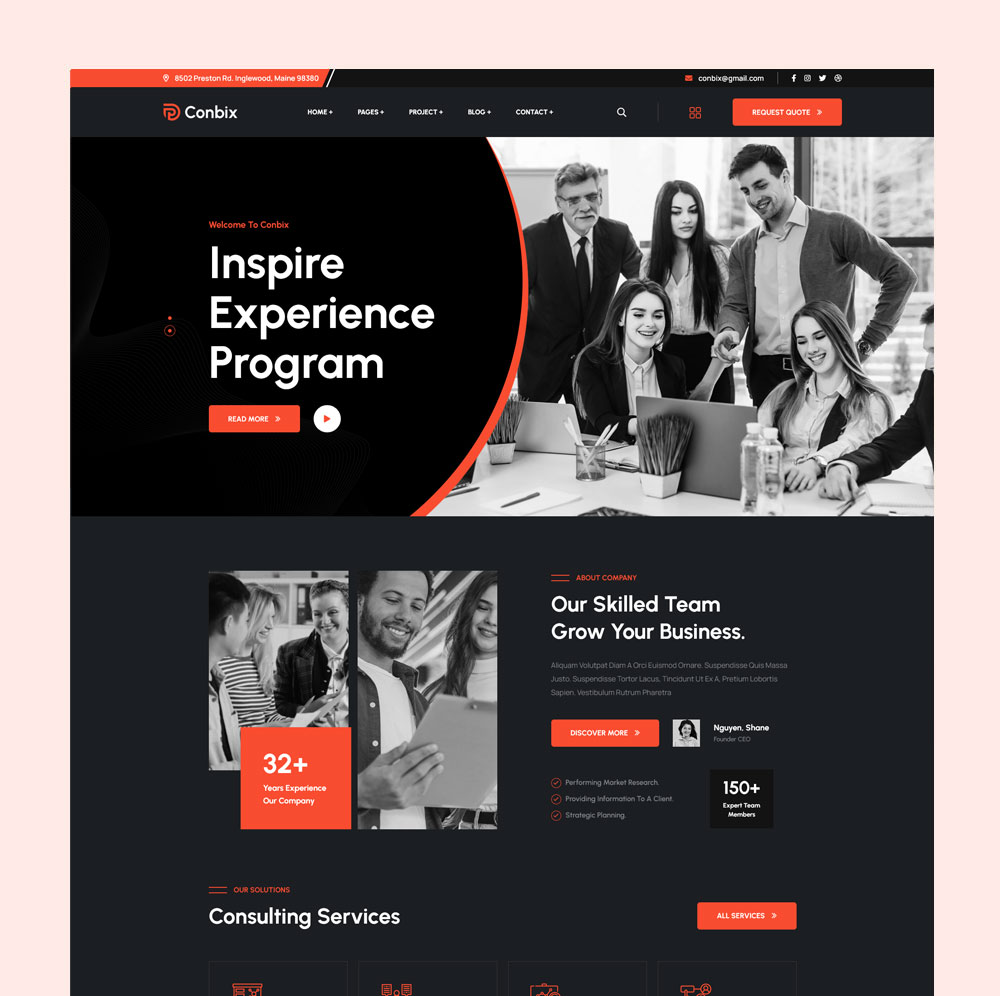 8502 Preston Rd. Inglewood, Maine 98380
conbix@gmail.com
Conbix
HOME +
PAGES +
PROJECT +
BLOG +
CONTACT +
REQUEST QUOTE
Welcome To Conbix
Inspire
Experience
Program
READ MORE
ABOUT COMPANY
Our Skilled Team
Grow Your Business.
Aliquam Volutpat Diam A Orci Euismod Ornare. Suspendisse Quis Massa
Justo. Suspendisse Tortor Lacus, Tincidunt Ut Ex A, Pretium Lobortis
Sapien. Vestibulum Rutrum Pharetra
DISCOVER MORE
Nguyen, Shane
Founder CEO
32+
Years Experience
Our Company
Performing Market Research.
Providing Information To A Client.
Strategic Planning.
150+
Expert Team
Members
OUR SOLUTIONS
Consulting Services
ALL SERVICES